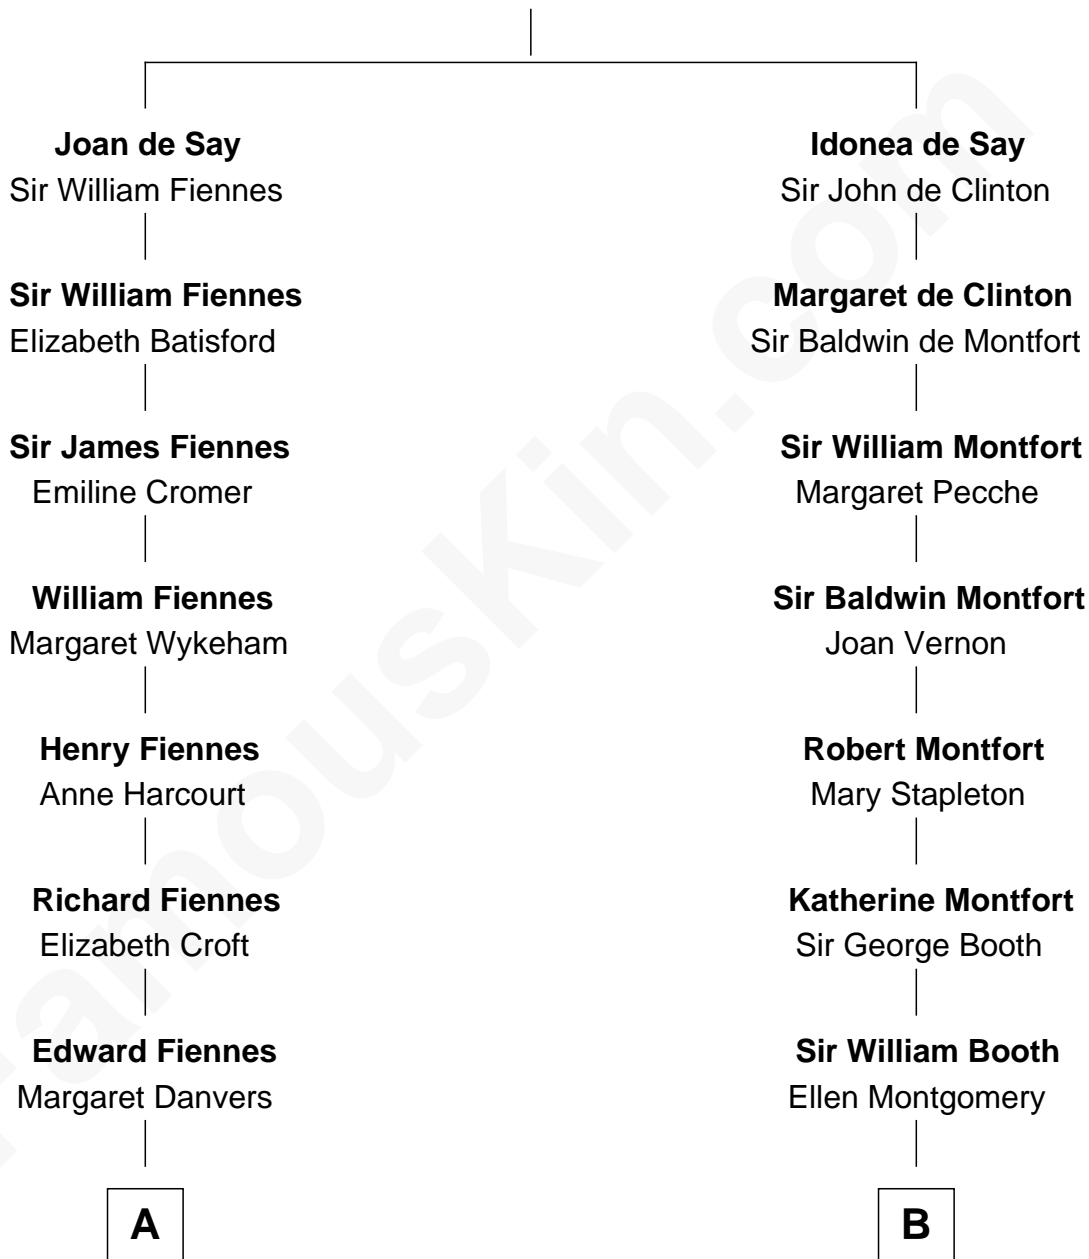 Joan de Say
Sir William Fiennes
Sir William Fiennes
Elizabeth Batisford
Sir James Fiennes
Emiline Cromer
William Fiennes
Margaret Wykeham
Henry Fiennes
Anne Harcourt
Richard Fiennes
Elizabeth Croft
Edward Fiennes
Margaret Danvers
A
Idonea de Say
Sir John de Clinton
Margaret de Clinton
Sir Baldwin de Montfort
Sir William Montfort
Margaret Pecche
Sir Baldwin Montfort
Joan Vernon
Robert Montfort
Mary Stapleton
Katherine Montfort
Sir George Booth
Sir William Booth
Ellen Montgomery
B
FamousKin.com